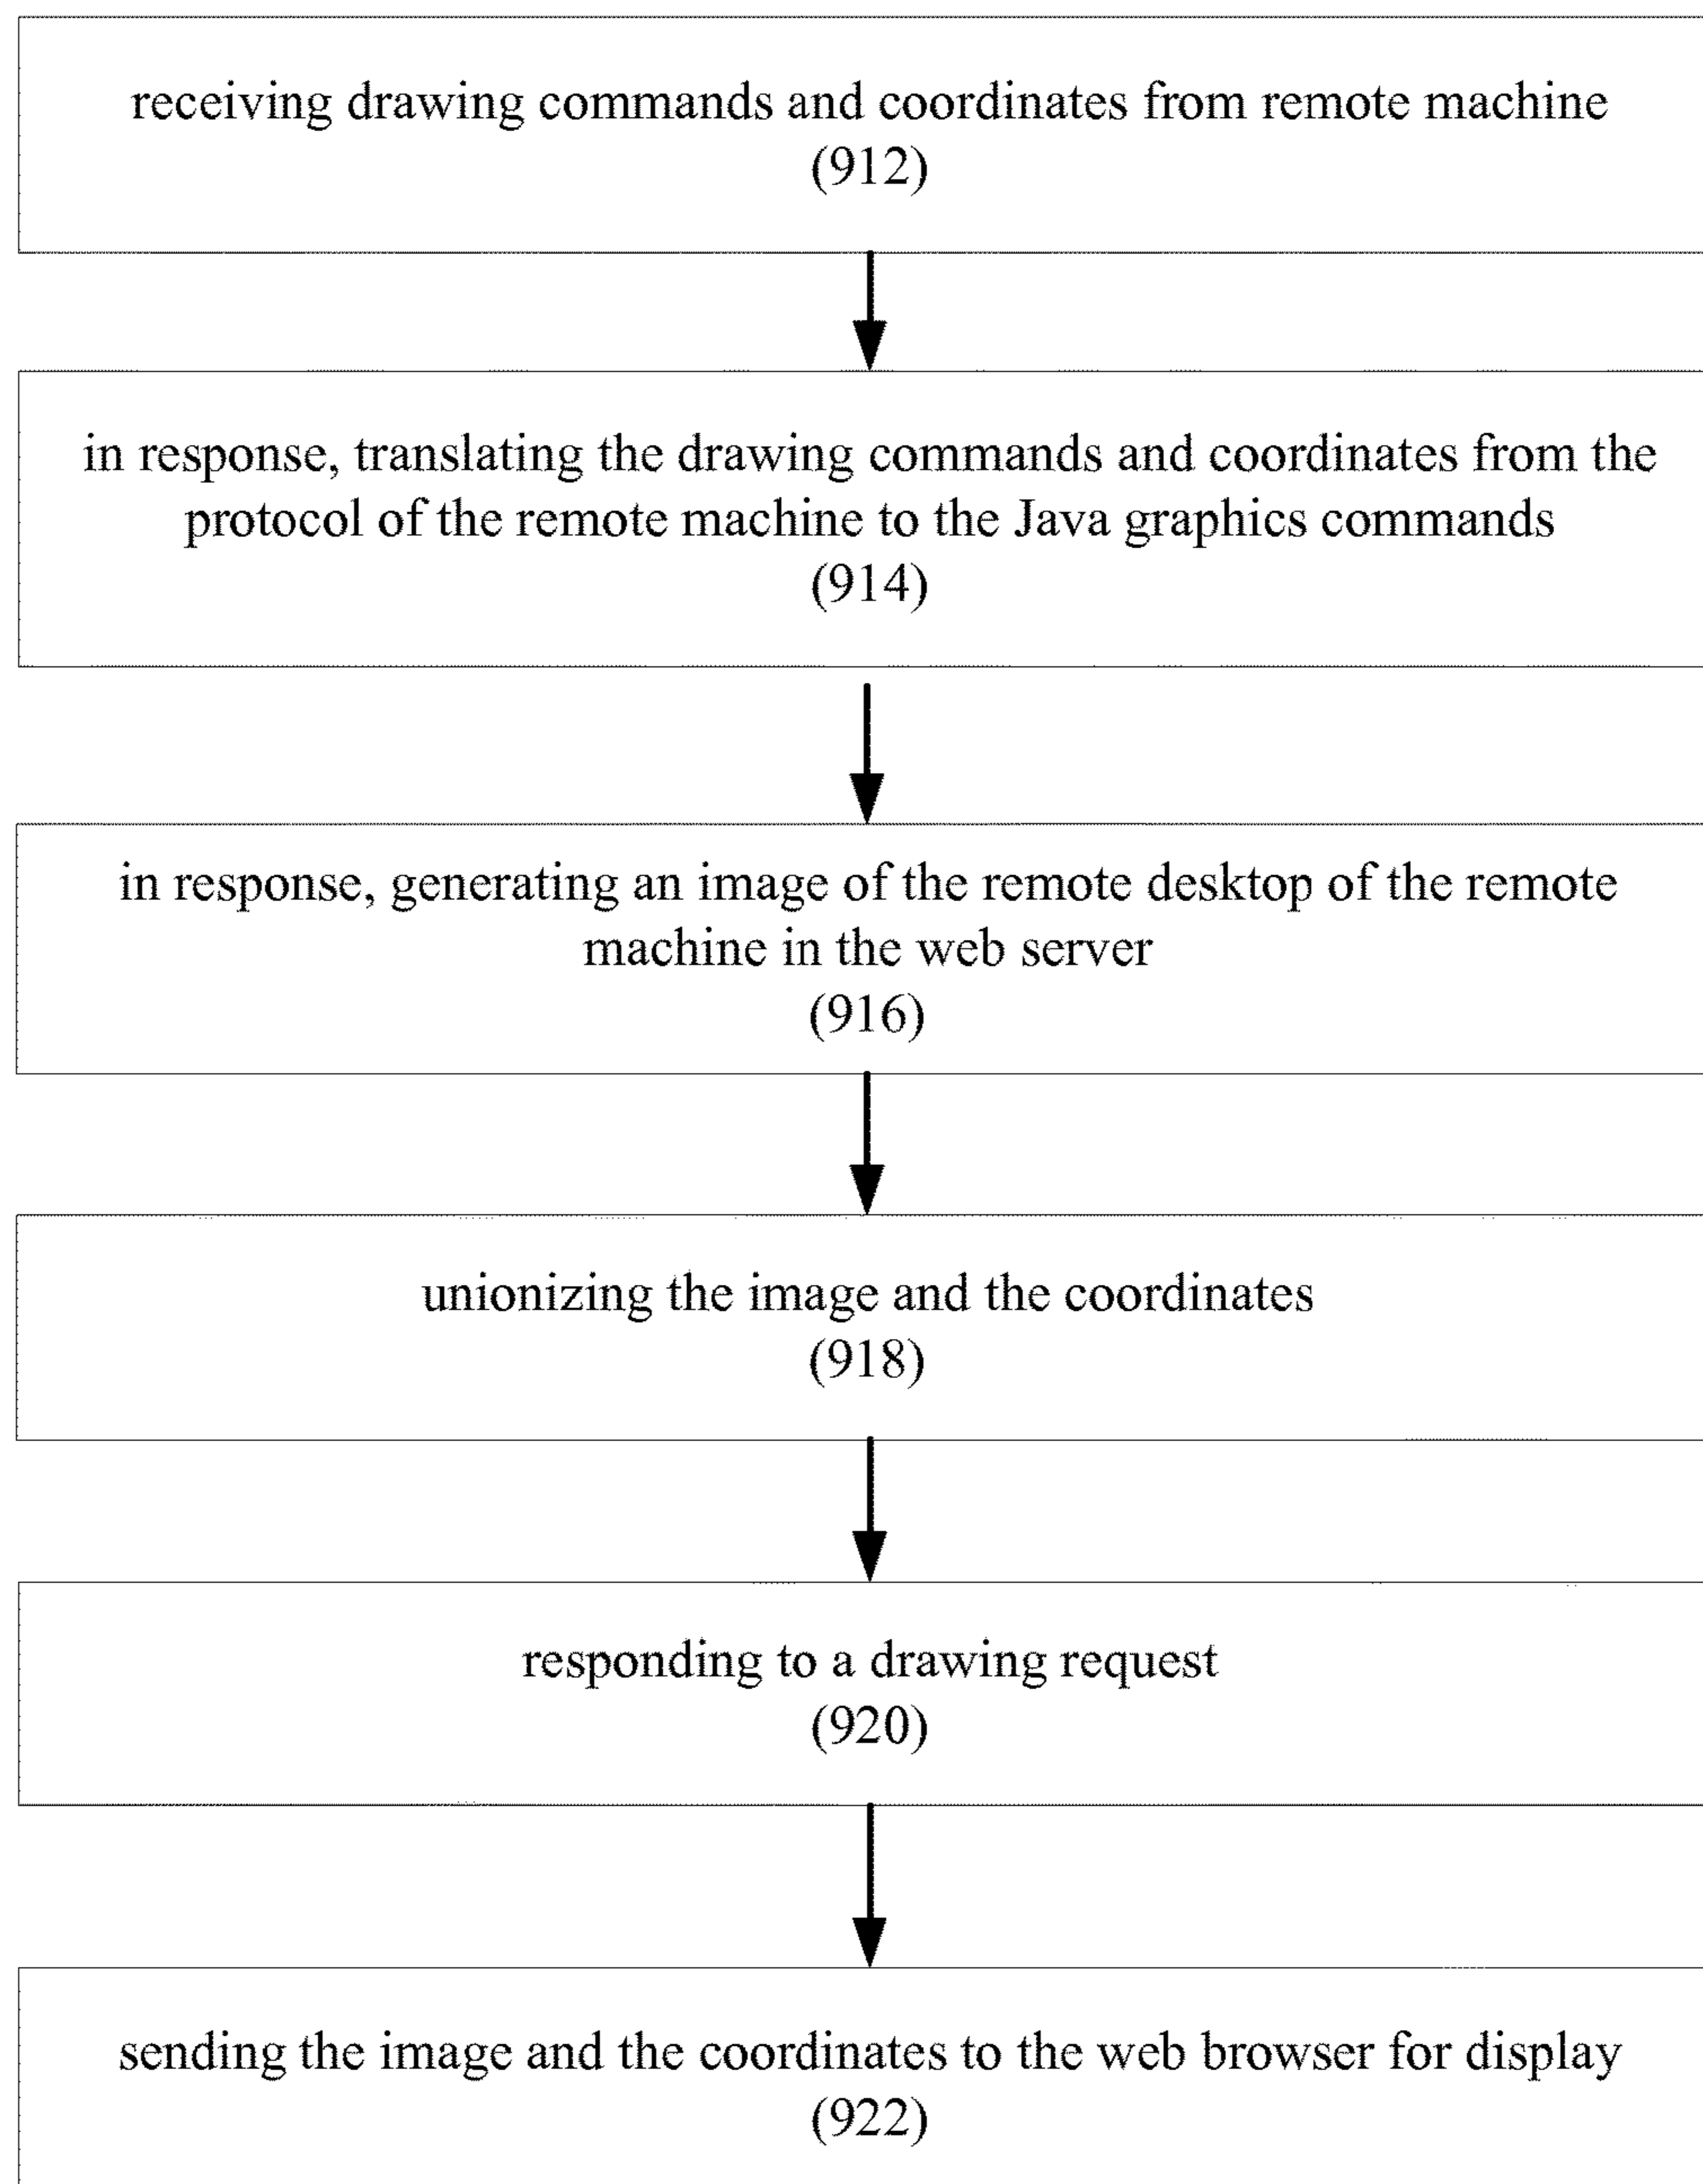 receiving drawing commands and coordinates from remote machine
(912)
in response, translating the drawing commands and coordinates from the
protocol of the remote machine to the Java graphics commands
(914)
in response, generating an image of the remote desktop of the remote
machine in the web server
(916)
unionizing the image and the coordinates
(918)
responding to a drawing request
(920)
sending the image and the coordinates to the web browser for display
(922)